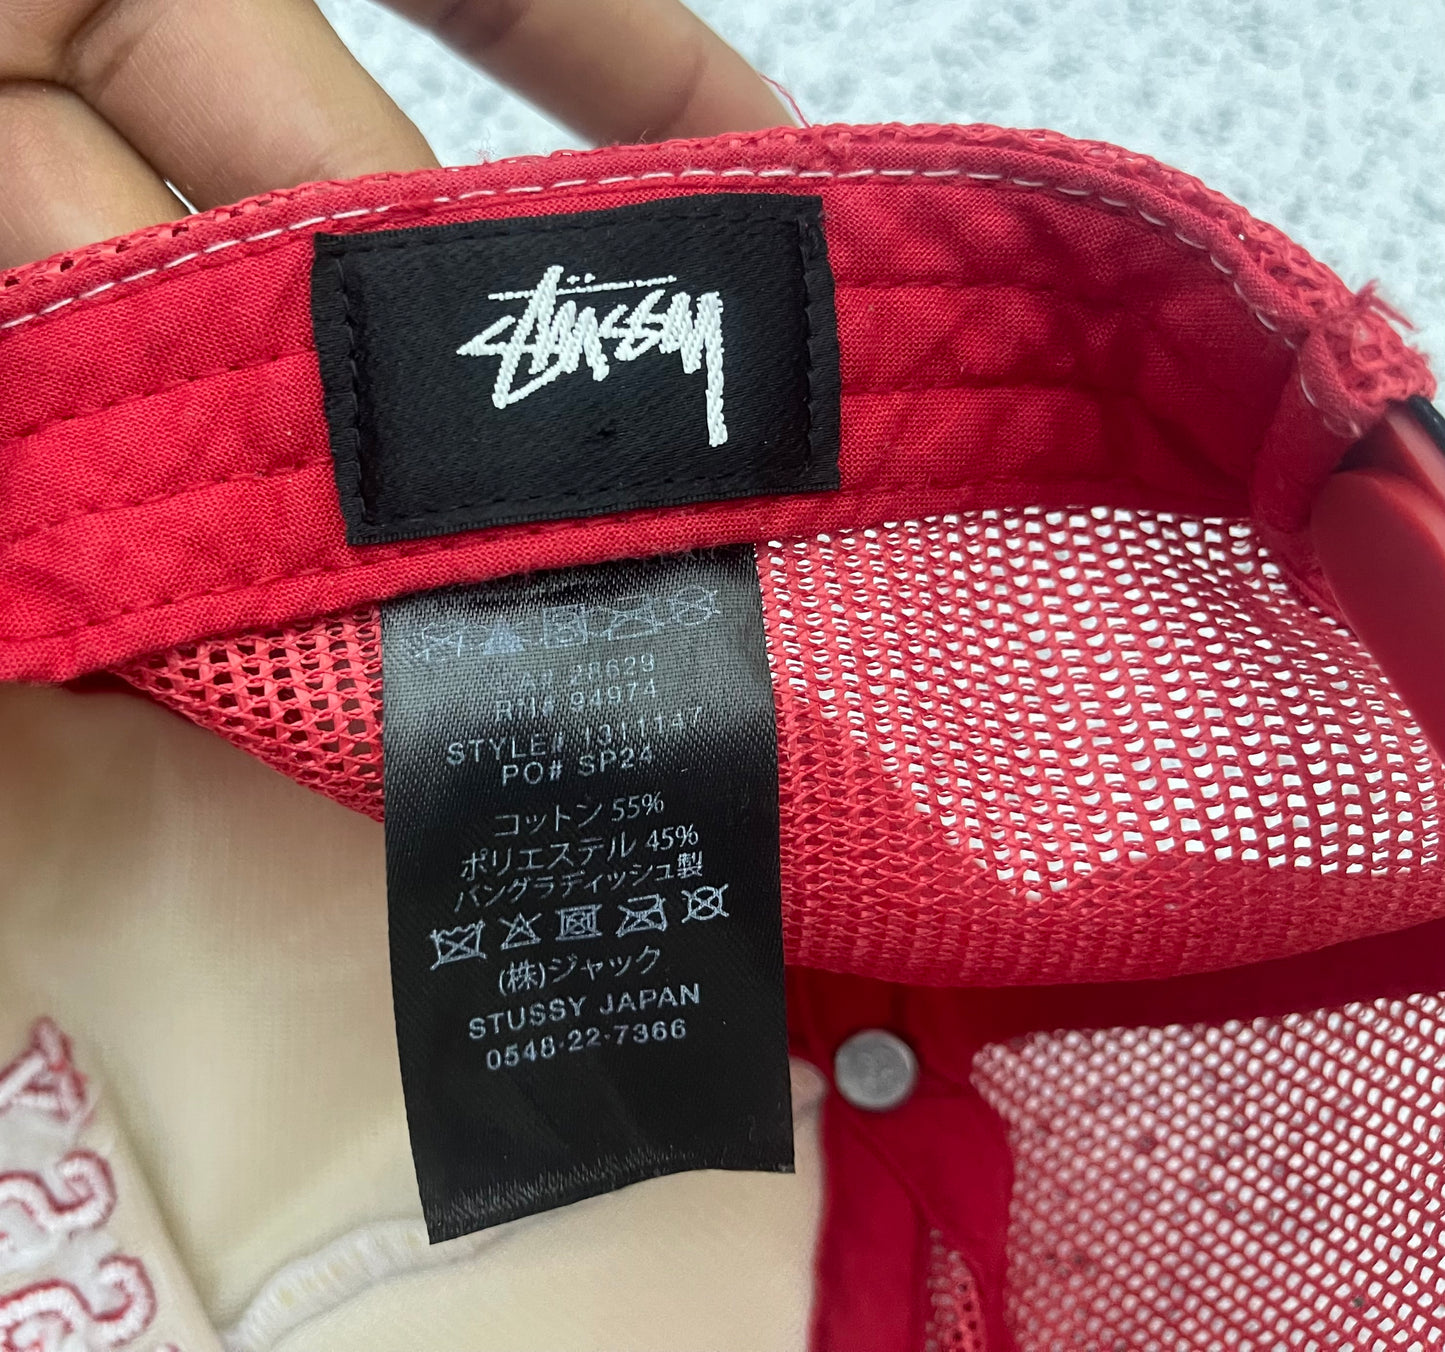 Stüssy
CA# 28629
RN# 94974
STYLE# 1311147
PO# SP24
コットン 55%
ポリエステル 45%
バングラディッシュ製
(株)ジャック
STUSSY JAPAN
0548-22-7366